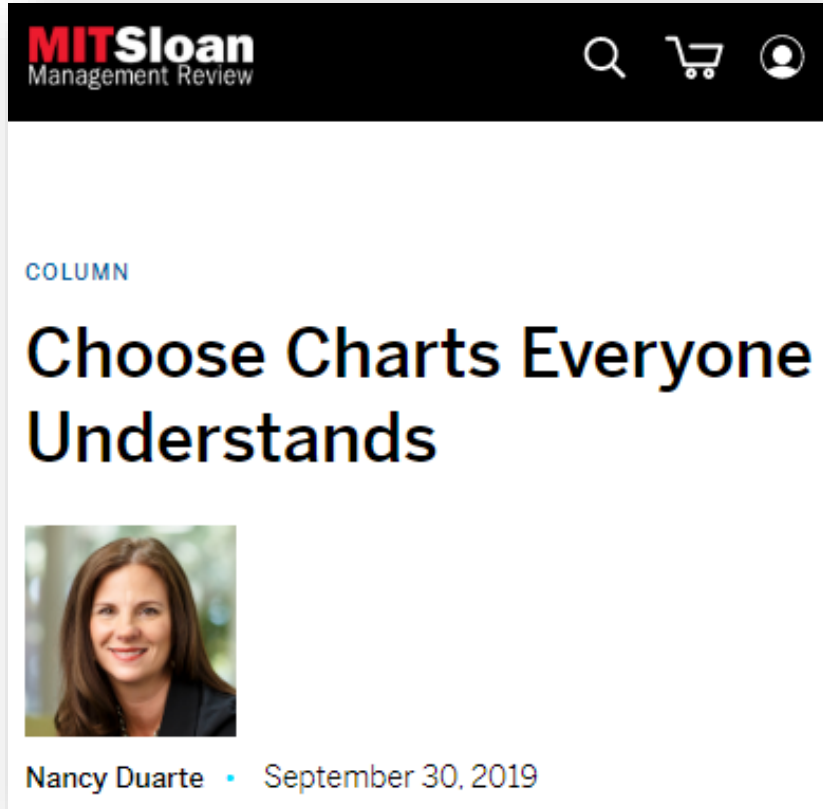 MITSloan
Management Review
COLUMN
Choose Charts Everyone
Understands
Nancy Duarte • September 30, 2019